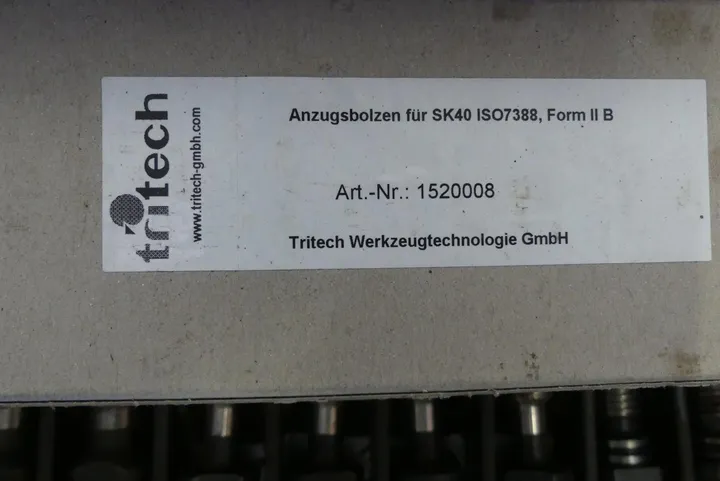 tritech
www.tritech-gmbh.com
Anzugsbolzen für SK40 ISO7388, Form II B
Art.-Nr.: 1520008
Tritech Werkzeugtechnologie GmbH